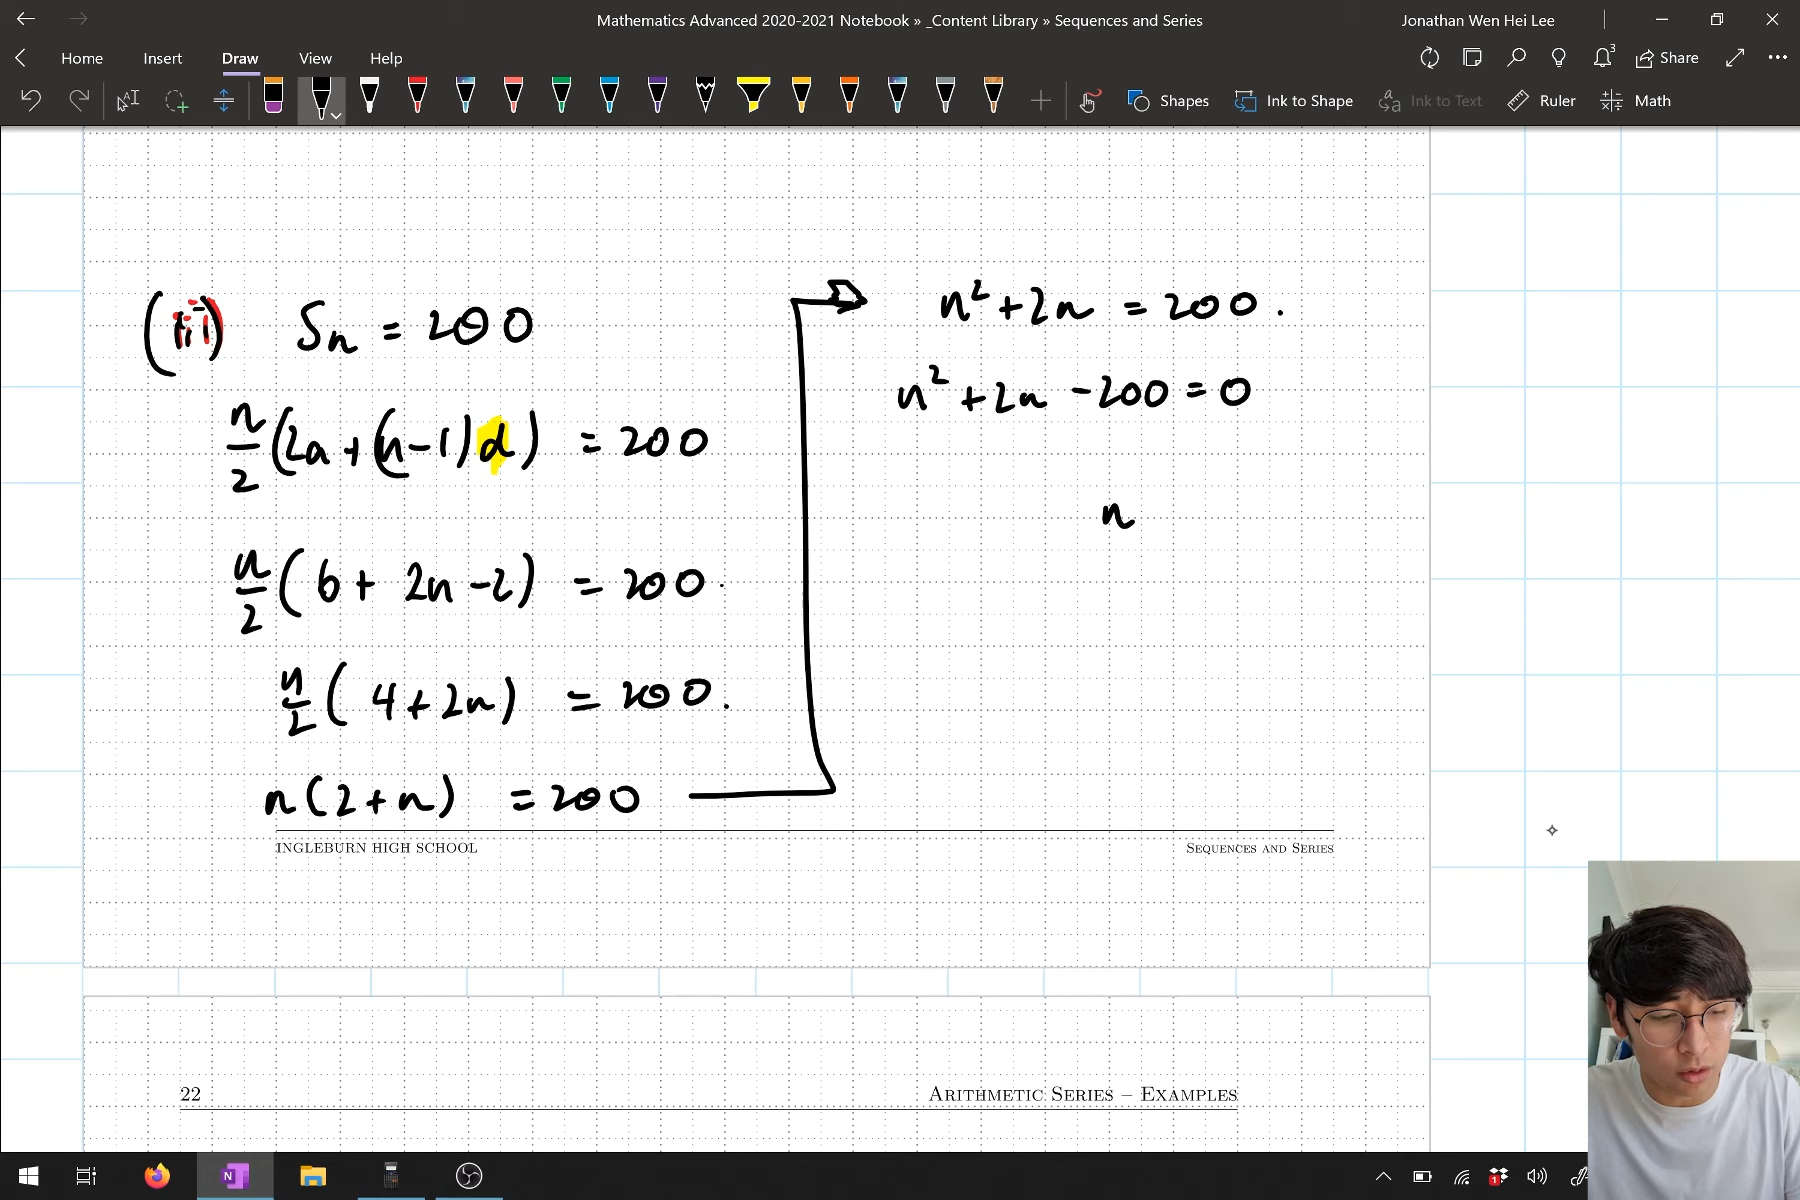 Mathematics Advanced 2020-2021 Notebook » _Content Library » Sequences and Series
Jonathan Wen Hei Lee
Home Insert Draw View Help
3
Share
Shapes
Ink to Shape
Ink to Text
Ruler
Math
(iii) Sn = 200
n/2 (2a + (n-1)d) = 200
n/2 (6 + 2n - 2) = 200.
n/2 (4 + 2n) = 200.
n(2 + n) = 200
n² + 2n = 200.
n² + 2n - 200 = 0
n
INGLEBURN HIGH SCHOOL
SEQUENCES AND SERIES
22
ARITHMETIC SERIES – EXAMPLES
N
1